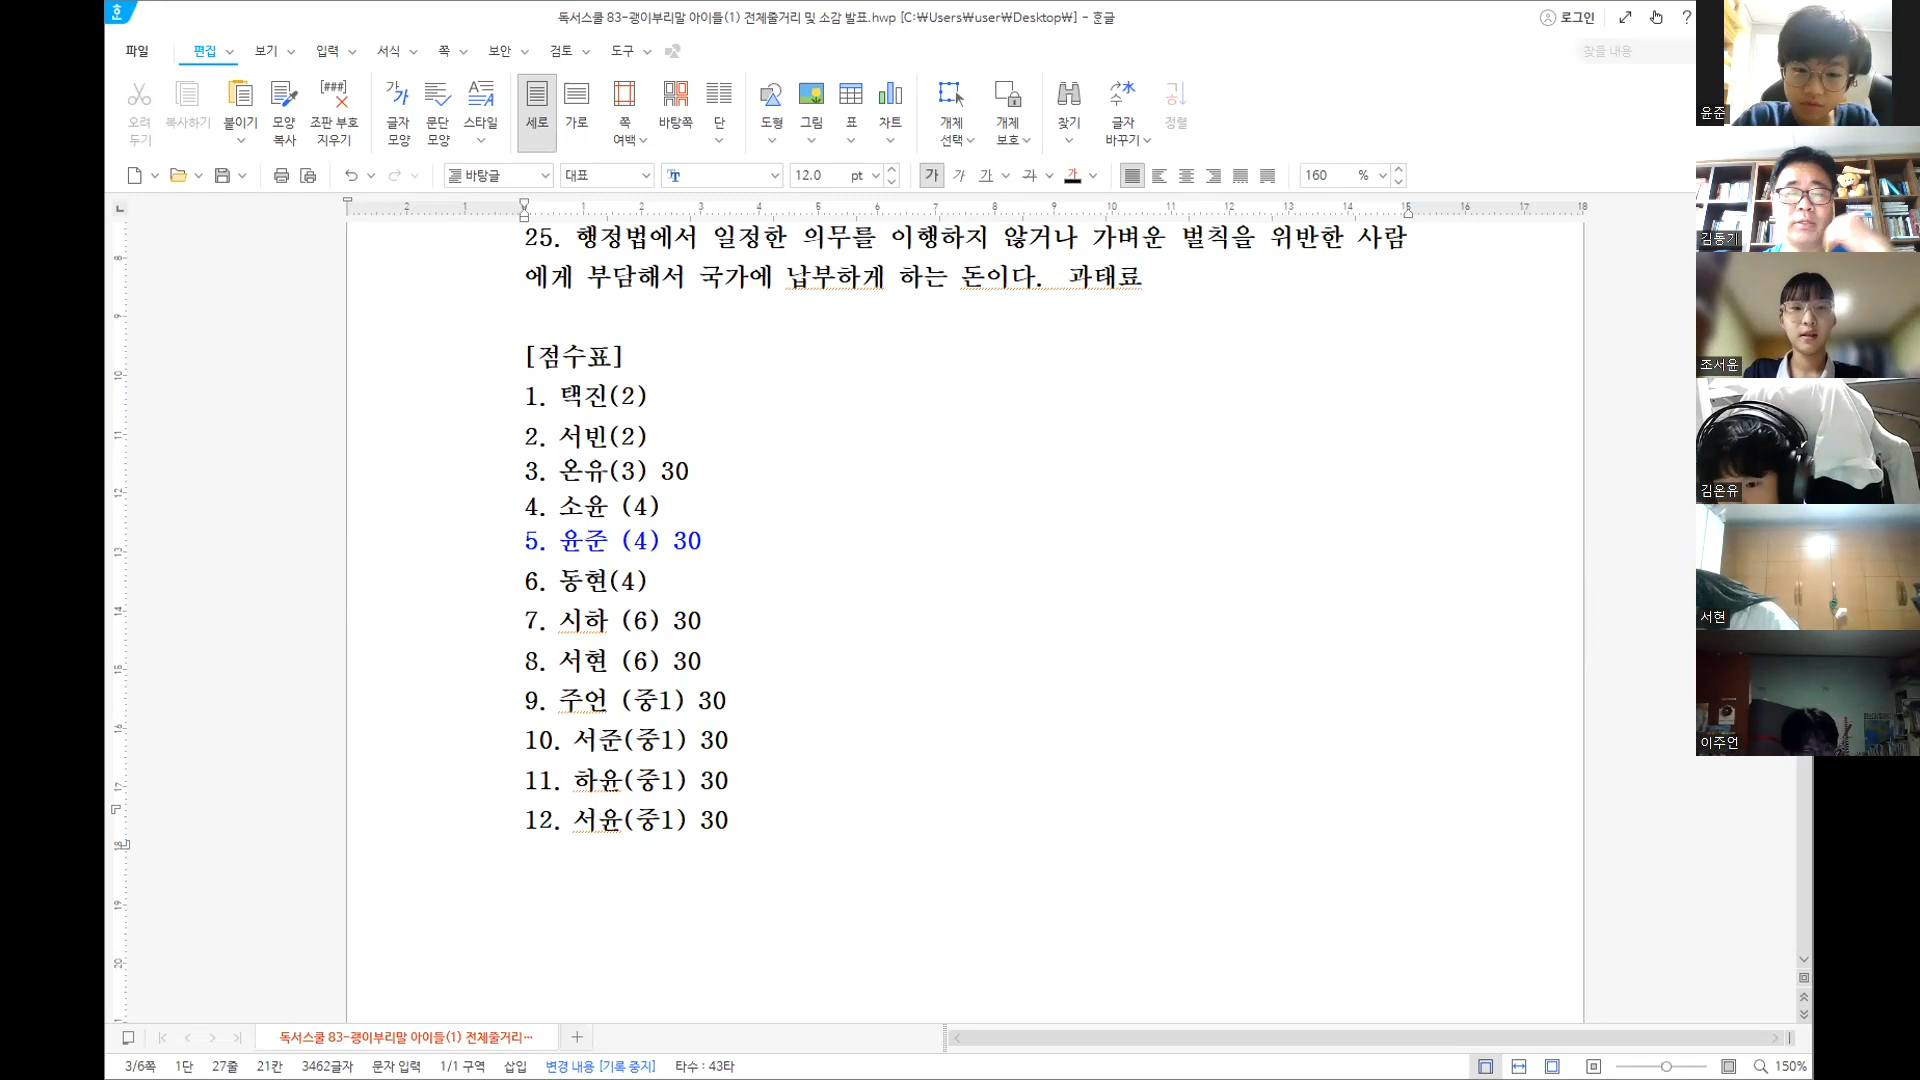 독서스쿨 83-괭이부리말 아이들(1) 전체줄거리 및 소감 발표.hwp [C:₩Users₩user₩Desktop₩] - 한글
로그인
파일 편집 보기 입력 서식 쪽 보안 검토 도구
찾을 내용
오려 두기 복사하기 붙이기 모양 복사 조판 부호 지우기 글자 모양 문단 모양 스타일 세로 가로 쪽 여백 바탕쪽 단 도형 그림 표 차트 개체 선택 개체 보호 찾기 글자 바꾸기 정렬
바탕글 대표 12.0 pt 가 가 가 가 가 160 %
25. 행정법에서 일정한 의무를 이행하지 않거나 가벼운 벌칙을 위반한 사람
에게 부담해서 국가에 납부하게 하는 돈이다. 과태료
[점수표]
1. 택진(2)
2. 서빈(2)
3. 온유(3) 30
4. 소윤 (4)
5. 윤준 (4) 30
6. 동현(4)
7. 시하 (6) 30
8. 서현 (6) 30
9. 주언 (중1) 30
10. 서준(중1) 30
11. 하윤(중1) 30
12. 서윤(중1) 30
윤준
김동기
조서윤
김온유
서현
이주언
독서스쿨 83-괭이부리말 아이들(1) 전체줄거리…
3/6쪽 1단 27줄 21칸 3462글자 문자 입력 1/1 구역 삽입 변경 내용 [기록 중지] 타수 : 43타 150%